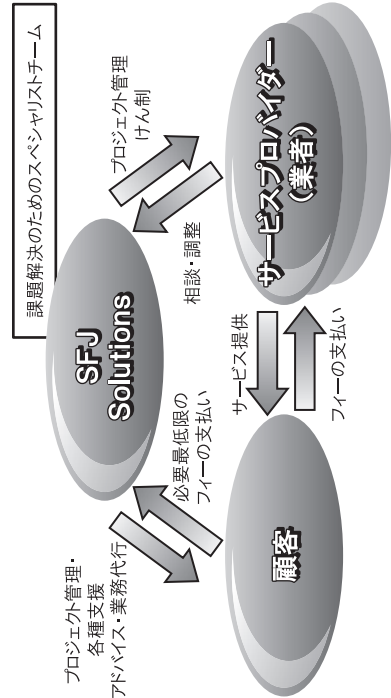 課題解決のためのスペシャリストチーム
SFJ
Solutions
プロジェクト管理・
各種支援
アドバイス・業務代行
必要最低限の
フィーの支払い
プロジェクト管理
けん制
相談・調整
顧客
サービス提供
フィーの支払い
サービスプロバイダー
（業者）